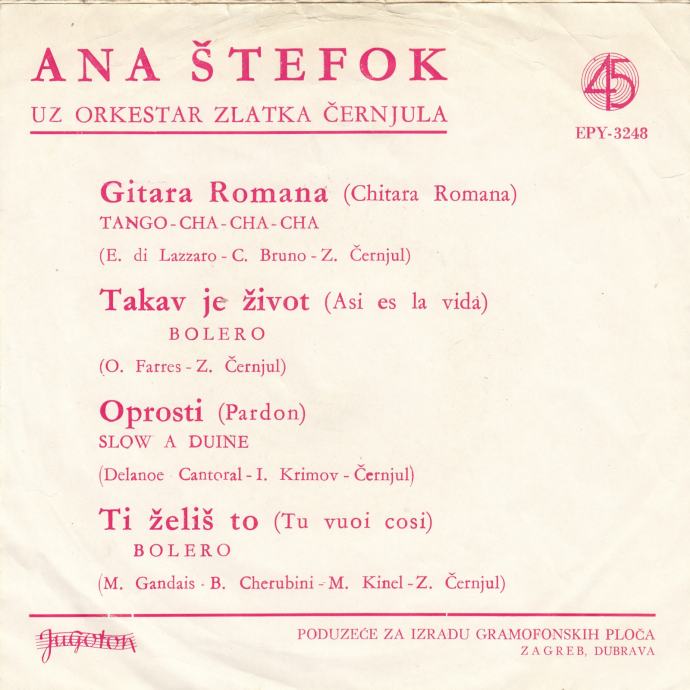 ANA ŠTEFOK
UZ ORKESTAR ZLATKA ČERNJULA
45
EPY-3248
Gitara Romana (Chitara Romana)
TANGO-CHA-CHA-CHA
(E. di Lazzaro - C. Bruno - Z. Černjul)
Takav je život (Asi es la vida)
BOLERO
(O. Farres - Z. Černjul)
Oprosti (Pardon)
SLOW A DUINE
(Delanoe Cantoral - I. Krimov - Černjul)
Ti želiš to (Tu vuoi cosi)
BOLERO
(M. Gandais - B. Cherubini - M. Kinel - Z. Černjul)
Jugoton
PODUZEĆE ZA IZRADU GRAMOFONSKIH PLOČA
ZAGREB, DUBRAVA